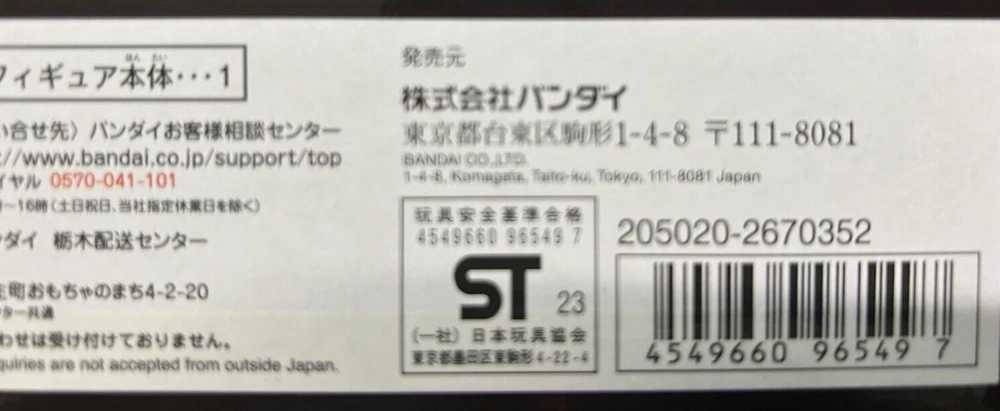 フィギュア本体…1
ほん たい
い合せ先〉バンダイお客様相談センター
://www.bandai.co.jp/support/top
イヤル 0570-041-101
～16時（土日祝日、当社指定休業日を除く）
ンダイ 栃木配送センター
町おもちゃのまち4-2-20
ター共通
わせは受け付けておりません。
quiries are not accepted from outside Japan.
発売元
株式会社バンダイ
東京都台東区駒形1-4-8 〒111-8081
BANDAI CO.,LTD.
1-4-8, Komagata, Taito-ku, Tokyo, 111-8081 Japan
玩具安全基準合格
4549660 96549 7
ST 23
(一社) 日本玩具協会
東京都墨田区東駒形4-22-4
205020-2670352
4549660 96549 7